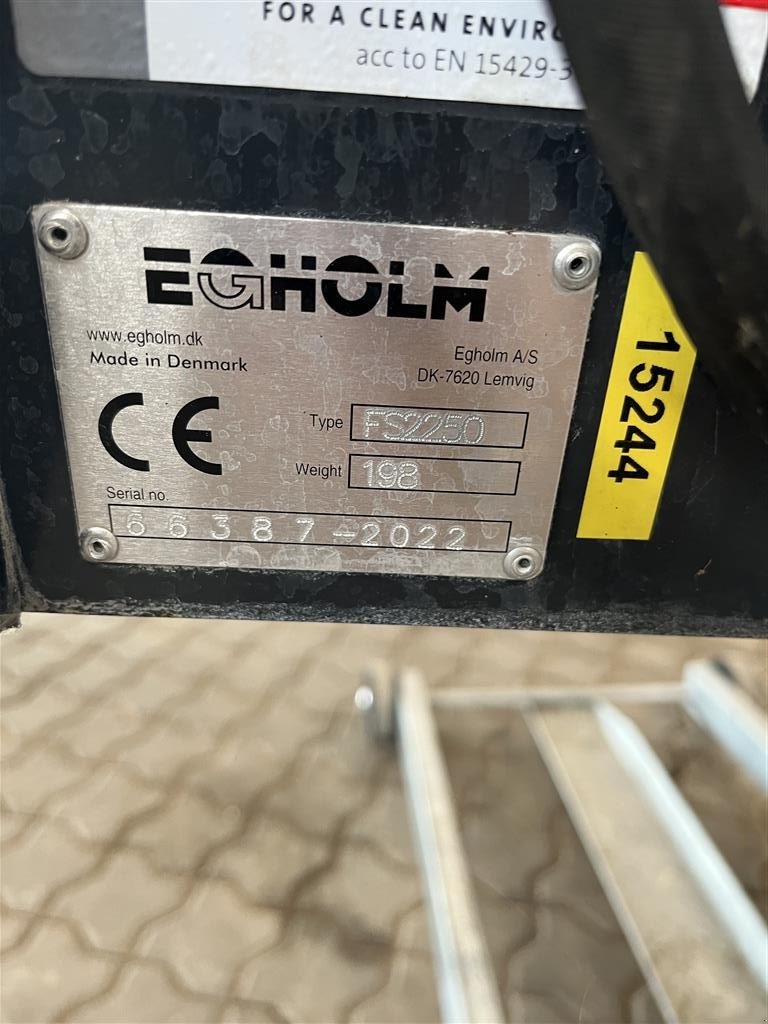 FOR A CLEAN
acc to EN 15429-3
EGHOLM
www.egholm.dk
Made in Denmark
Egholm A/S
DK-7620 Lemvig
CE
Type FS2250
Weight 198
Serial no.
66387-2022
15244